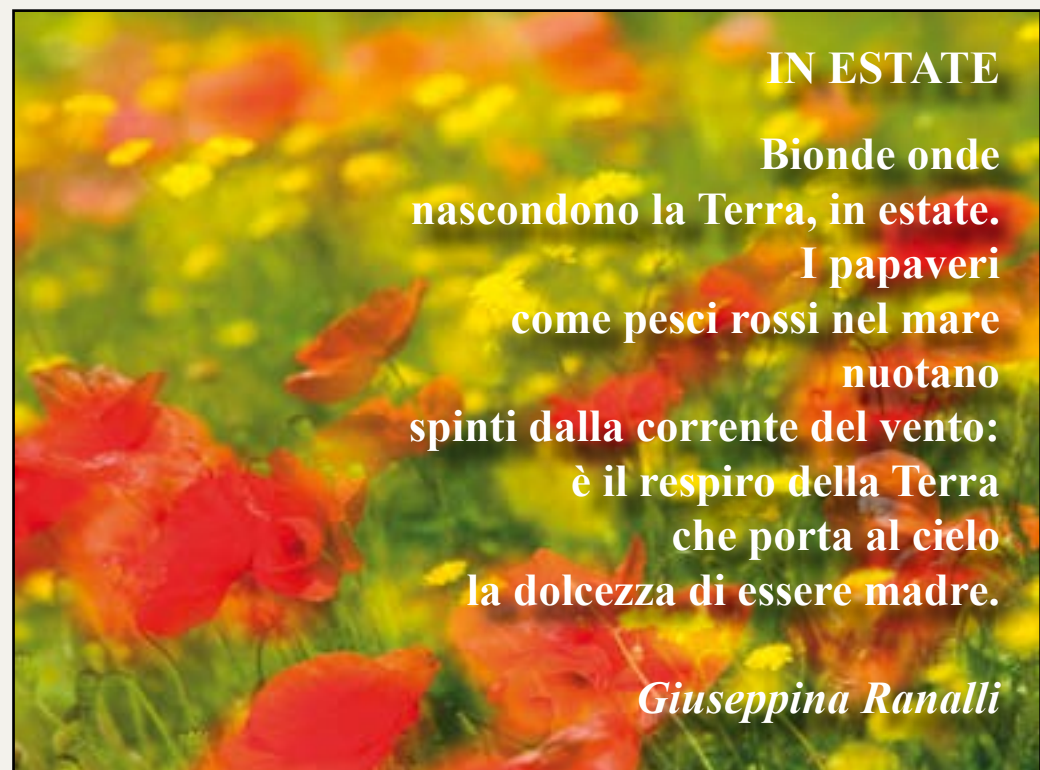 IN ESTATE
Bionde onde
nascondono la Terra, in estate.
I papaveri
come pesci rossi nel mare
nuotano
spinti dalla corrente del vento:
è il respiro della Terra
che porta al cielo
la dolcezza di essere madre.
Giuseppina Ranalli